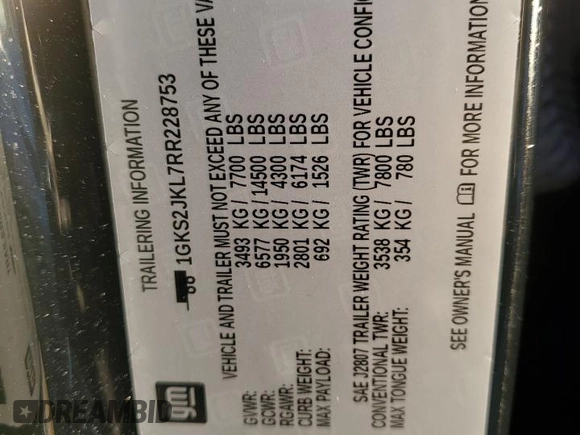 TRAILERING INFORMATION
1GKS2JKL7RR228753
VEHICLE AND TRAILER MUST NOT EXCEED ANY OF THESE VA
GVWR: 3493 KG / 7700 LBS
GCWR: 6577 KG / 14500 LBS
RGAWR: 1950 KG / 4300 LBS
CURB WEIGHT: 2801 KG / 6174 LBS
MAX PAYLOAD: 692 KG / 1526 LBS
SAE J2807 TRAILER WEIGHT RATING (TWR) FOR VEHICLE CONFIG
CONVENTIONAL TWR: 3538 KG / 7800 LBS
MAX TONGUE WEIGHT: 354 KG / 780 LBS
SEE OWNER'S MANUAL FOR MORE INFORMATION
gm
DREAMBID